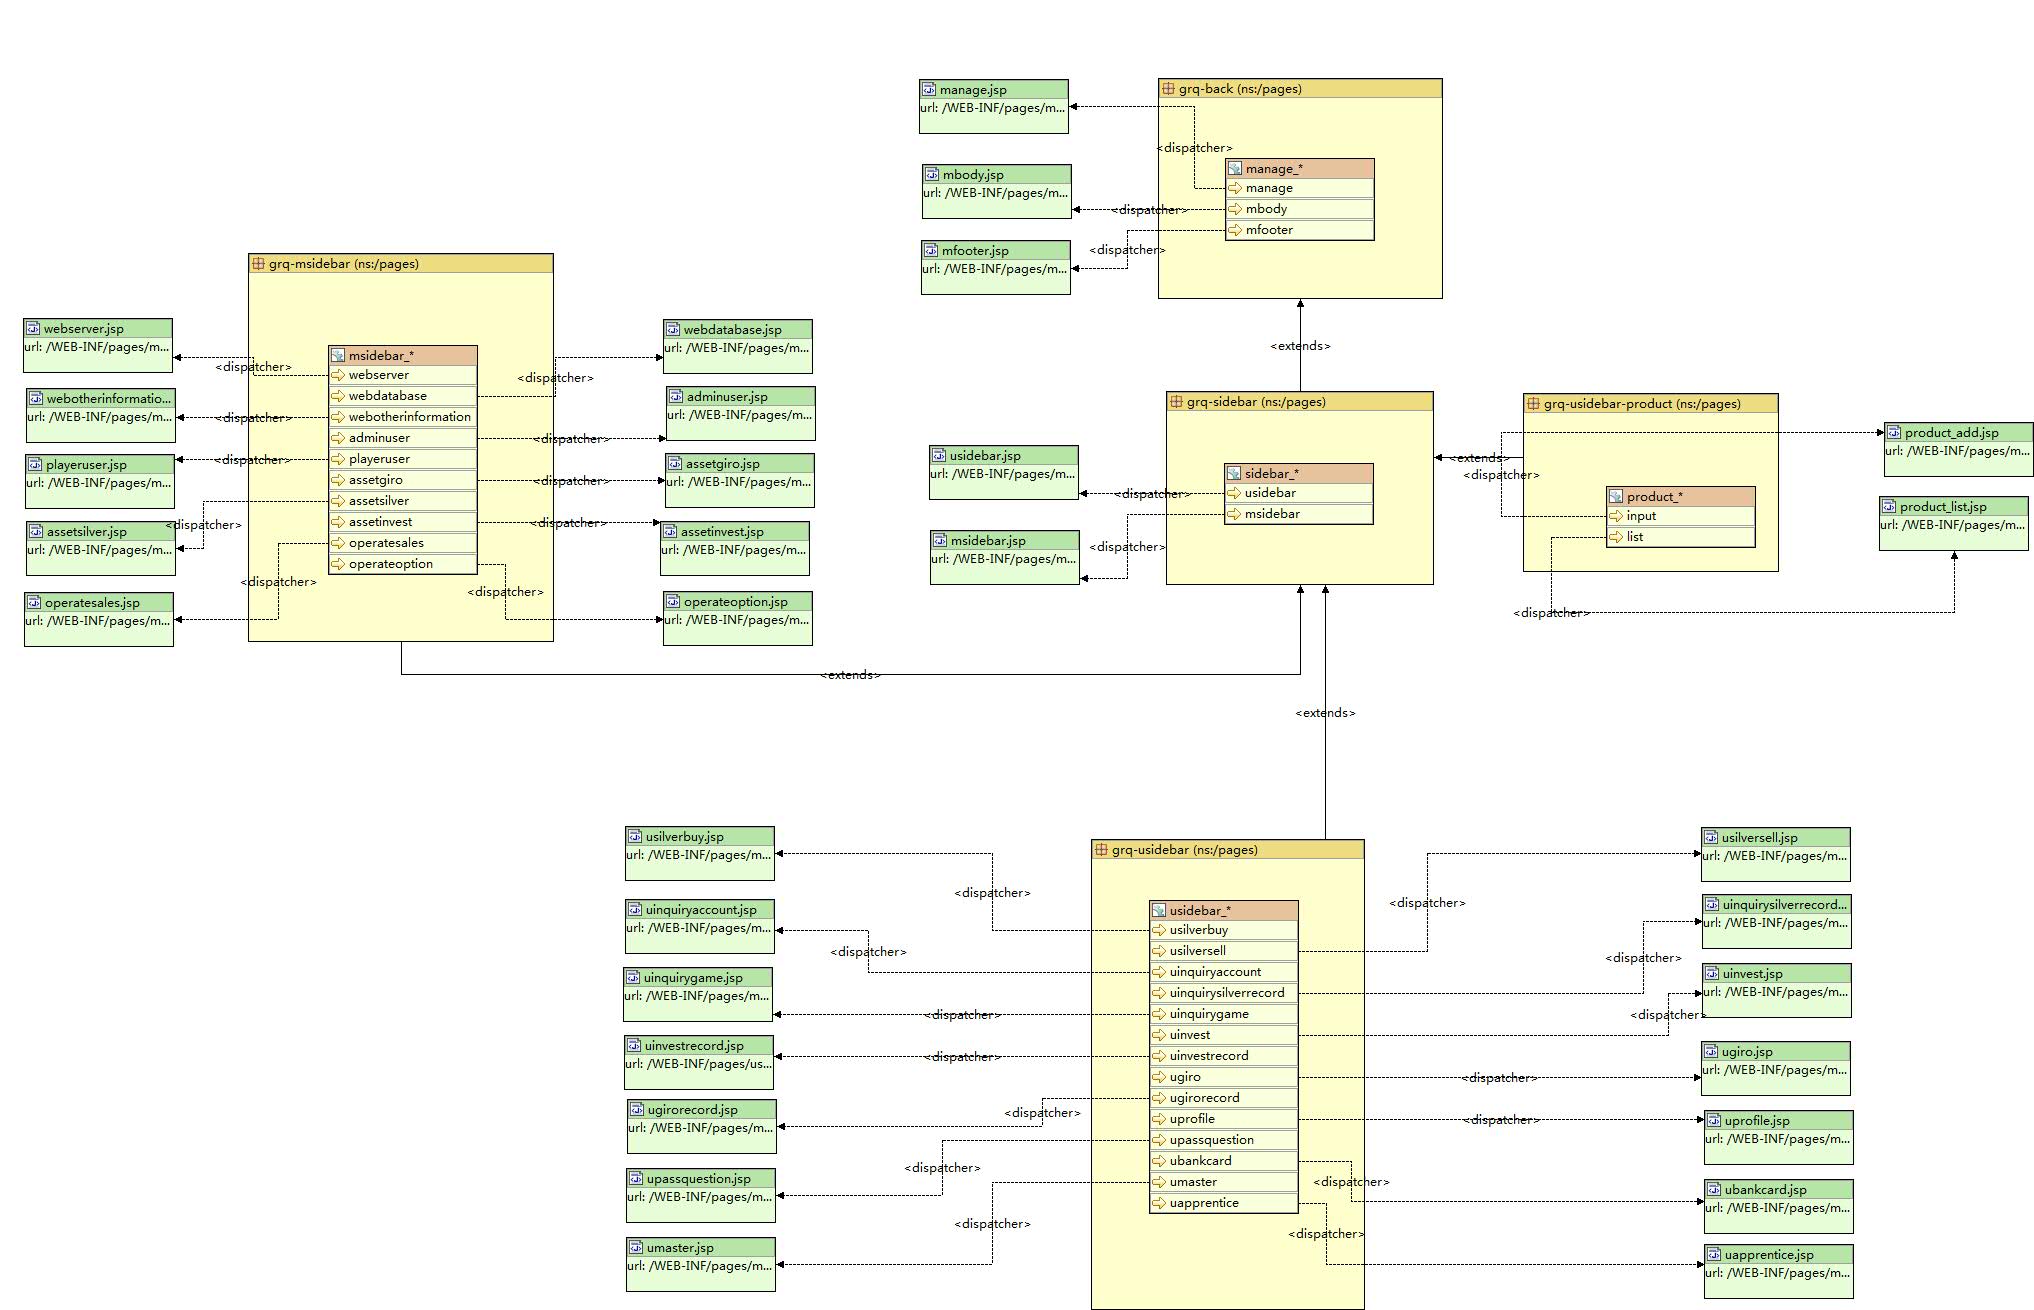 manage.jsp
url: /WEB-INF/pages/m...
mbody.jsp
url: /WEB-INF/pages/m...
mfooter.jsp
url: /WEB-INF/pages/m...
grq-back (ns:/pages)
<dispatcher>
manage_*
manage
mbody
mfooter
<dispatcher>
<dispatcher>
<extends>
grq-msidebar (ns:/pages)
webserver.jsp
url: /WEB-INF/pages/m...
webotherinformatio...
url: /WEB-INF/pages/m...
playeruser.jsp
url: /WEB-INF/pages/m...
assetsilver.jsp
url: /WEB-INF/pages/m...
operatesales.jsp
url: /WEB-INF/pages/m...
<dispatcher>
<dispatcher>
<dispatcher>
<dispatcher>
<dispatcher>
msidebar_*
webserver
webdatabase
webotherinformation
adminuser
playeruser
assetgiro
assetsilver
assetinvest
operatesales
operateoption
<dispatcher>
<dispatcher>
<dispatcher>
<dispatcher>
<dispatcher>
webdatabase.jsp
url: /WEB-INF/pages/m...
adminuser.jsp
url: /WEB-INF/pages/m...
assetgiro.jsp
url: /WEB-INF/pages/m...
assetinvest.jsp
url: /WEB-INF/pages/m...
operateoption.jsp
url: /WEB-INF/pages/m...
<extends>
usidebar.jsp
url: /WEB-INF/pages/m...
msidebar.jsp
url: /WEB-INF/pages/m...
<dispatcher>
<dispatcher>
grq-sidebar (ns:/pages)
sidebar_*
usidebar
msidebar
<extends>
<dispatcher>
grq-usidebar-product (ns:/pages)
product_*
input
list
<dispatcher>
product_add.jsp
url: /WEB-INF/pages/m...
product_list.jsp
url: /WEB-INF/pages/m...
<extends>
usilverbuy.jsp
url: /WEB-INF/pages/m...
uinquiryaccount.jsp
url: /WEB-INF/pages/m...
uinquirygame.jsp
url: /WEB-INF/pages/m...
uinvestrecord.jsp
url: /WEB-INF/pages/us...
ugirorecord.jsp
url: /WEB-INF/pages/m...
upassquestion.jsp
url: /WEB-INF/pages/m...
umaster.jsp
url: /WEB-INF/pages/m...
<dispatcher>
<dispatcher>
<dispatcher>
<dispatcher>
<dispatcher>
<dispatcher>
<dispatcher>
grq-usidebar (ns:/pages)
usidebar_*
usilverbuy
usilversell
uinquiryaccount
uinquirysilverrecord
uinquirygame
uinvest
uinvestrecord
ugiro
ugirorecord
uprofile
upassquestion
ubankcard
umaster
uapprentice
<dispatcher>
<dispatcher>
<dispatcher>
<dispatcher>
<dispatcher>
<dispatcher>
<dispatcher>
usilversell.jsp
url: /WEB-INF/pages/m...
uinquirysilverrecord...
url: /WEB-INF/pages/m...
uinvest.jsp
url: /WEB-INF/pages/m...
ugiro.jsp
url: /WEB-INF/pages/m...
uprofile.jsp
url: /WEB-INF/pages/m...
ubankcard.jsp
url: /WEB-INF/pages/m...
uapprentice.jsp
url: /WEB-INF/pages/m...